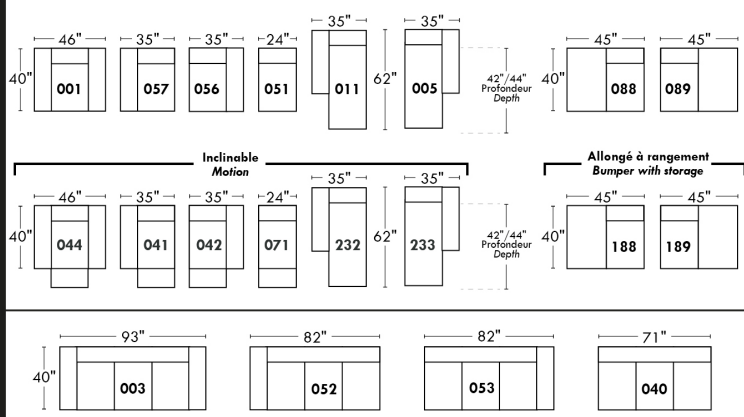 46" 35" 35" 24" 35" 35" 45" 45"
40" 001 057 056 051 011 62" 005 42"/44" 40" 088 089
Profondeur
Depth
Inclinable
Motion
Allongé à rangement
Bumper with storage
46" 35" 35" 24" 35" 35" 45" 45"
40" 044 041 042 071 232 62" 233 42"/44" 40" 188 189
Profondeur
Depth
93" 82" 82" 71"
40" 003 052 053 040